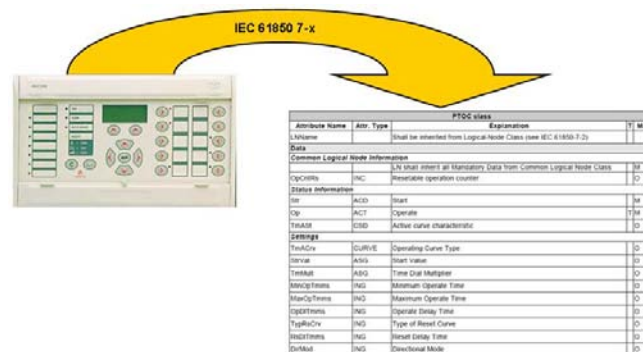 IEC 61850 7-x
PTOC class
Attribute Name Attr. Type Explanation T M
LNName Shall be inherited from Logical-Node Class (see IEC 61850-7-2)
Data
Common Logical Node Information
LN shall inherit all Mandatory Data from Common Logical Node Class M
OpCntRs INC Resetable operation counter O
Status Information
Str ACD Start M
Op ACT Operate T M
TmASt CSD Active curve characteristic O
Settings
TmACrv CURVE Operating Curve Type O
StrVal ASG Start Value O
TmMult ASG Time Dial Multiplier O
MinOpTmms ING Minimum Operate Time O
MaxOpTmms ING Maximum Operate Time O
OpDlTmms ING Operate Delay Time O
TypRsCrv ING Type of Reset Curve O
RsDlTmms ING Reset Delay Time O
DirMod ING Directional Mode O